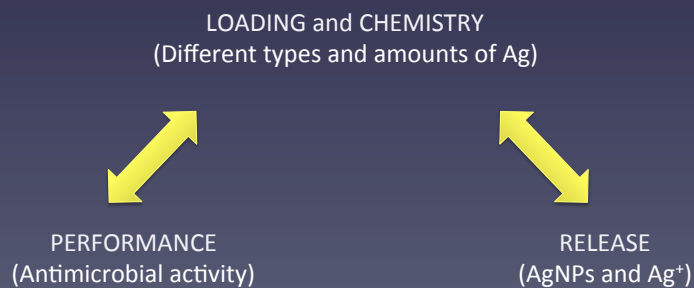 LOADING and CHEMISTRY
(Different types and amounts of Ag)
PERFORMANCE
(Antimicrobial activity)
RELEASE
(AgNPs and Ag⁺)